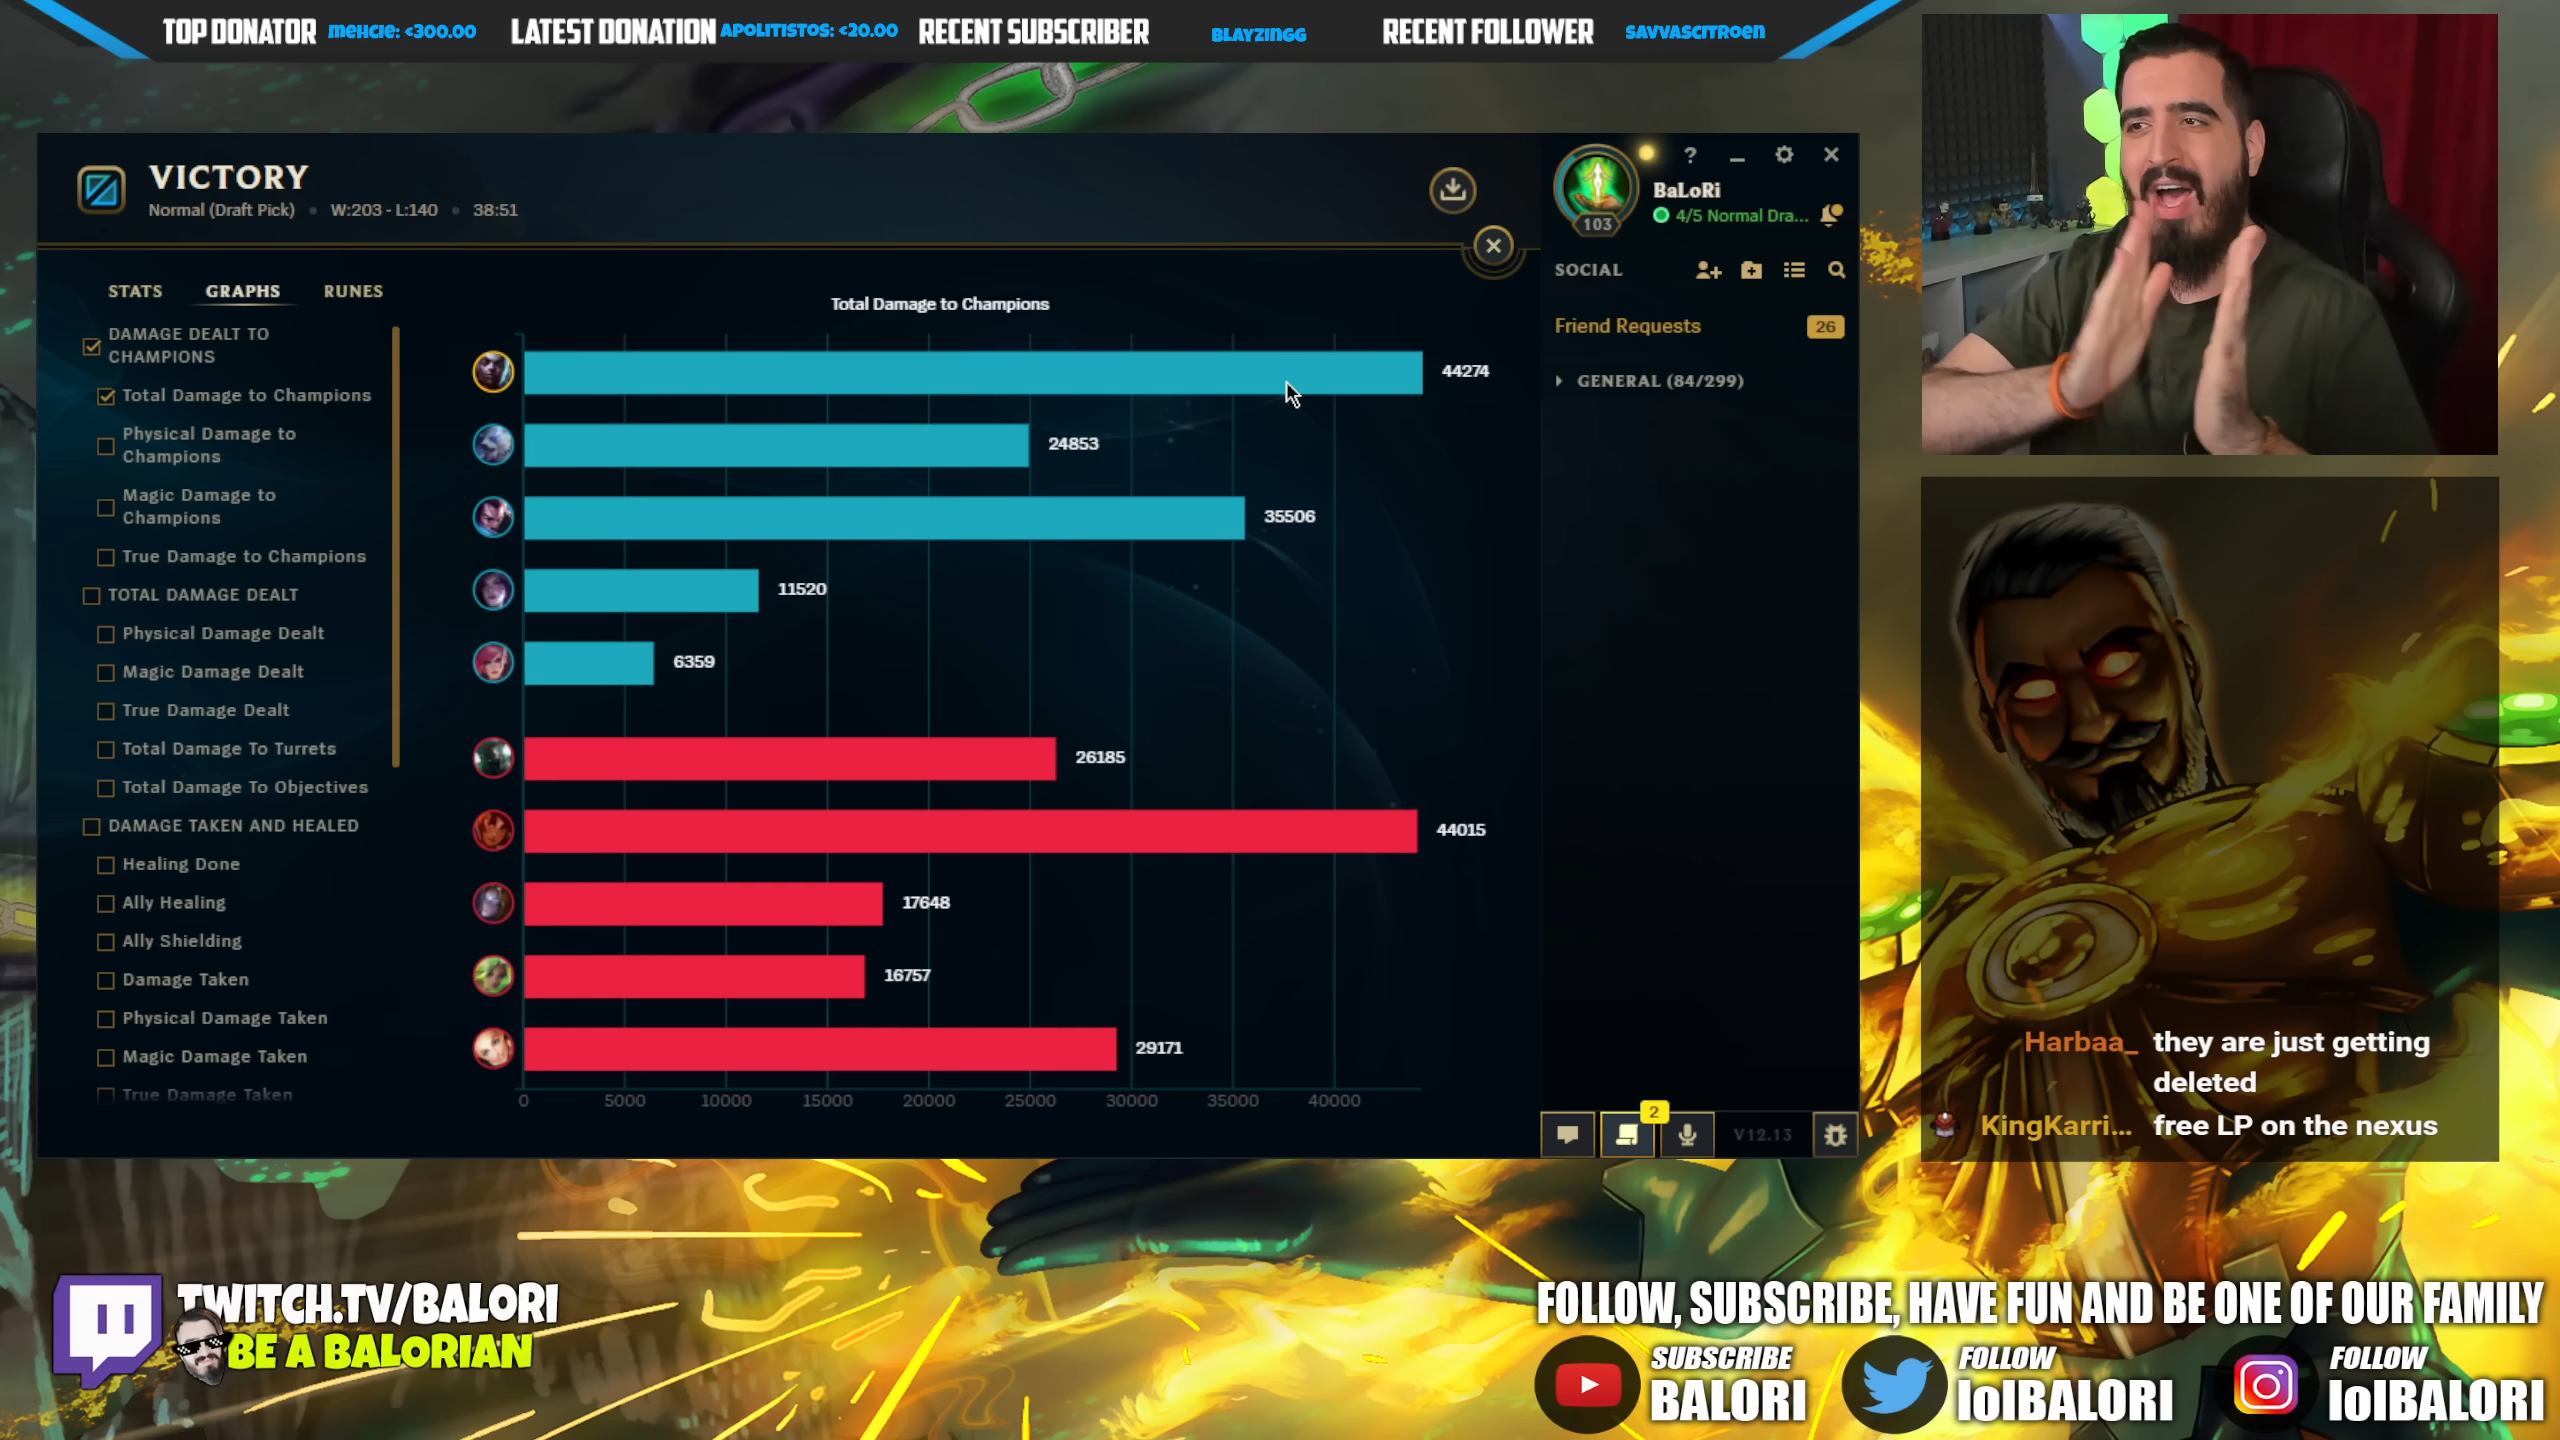 TOP DONATOR mehcie: €300.00 LATEST DONATION APOLITISTOS: €20.00 RECENT SUBSCRIBER BLAYZINGG RECENT FOLLOWER SAVVASCITROEN
VICTORY
Normal (Draft Pick) • W:203 - L:140 • 38:51
BaLoRi
103
4/5 Normal Dra...
SOCIAL
Friend Requests 26
GENERAL (84/299)
STATS GRAPHS RUNES
DAMAGE DEALT TO
CHAMPIONS
Total Damage to Champions
Physical Damage to
Champions
Magic Damage to
Champions
True Damage to Champions
TOTAL DAMAGE DEALT
Physical Damage Dealt
Magic Damage Dealt
True Damage Dealt
Total Damage To Turrets
Total Damage To Objectives
DAMAGE TAKEN AND HEALED
Healing Done
Ally Healing
Ally Shielding
Damage Taken
Physical Damage Taken
Magic Damage Taken
True Damage Taken
Total Damage to Champions
44274
24853
35506
11520
6359
26185
44015
17648
16757
29171
0 5000 10000 15000 20000 25000 30000 35000 40000
2
V12.13
Harbaa_ they are just getting
deleted
KingKarri... free LP on the nexus
TWITCH.TV/BALORI
BE A BALORIAN
FOLLOW, SUBSCRIBE, HAVE FUN AND BE ONE OF OUR FAMILY
SUBSCRIBE
BALORI
FOLLOW
lolBALORI
FOLLOW
lolBALORI